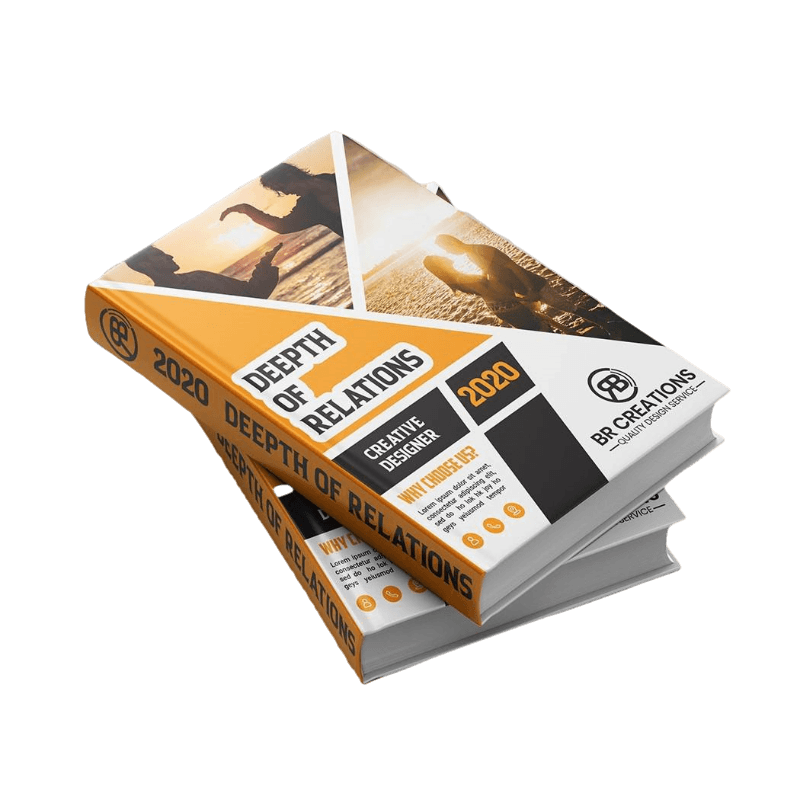 DEEPTH
OF
RELATIONS
CREATIVE
DESIGNER
2020
WHY CHOOSE US?
Lorem ipsum dolor sit amet,
consectetur adipiscing elit,
sed do ho lok hk joy ho
geys yeiusmod tempor
BR CREATIONS
QUALITY DESIGN SERVICE
BR
2020 DEEPTH OF RELATIONS
DEEPTH OF RELATIONS
WHY
Lorem ipsum
consectetur
sed do ho lok
geys yeiusmod
SERVICE